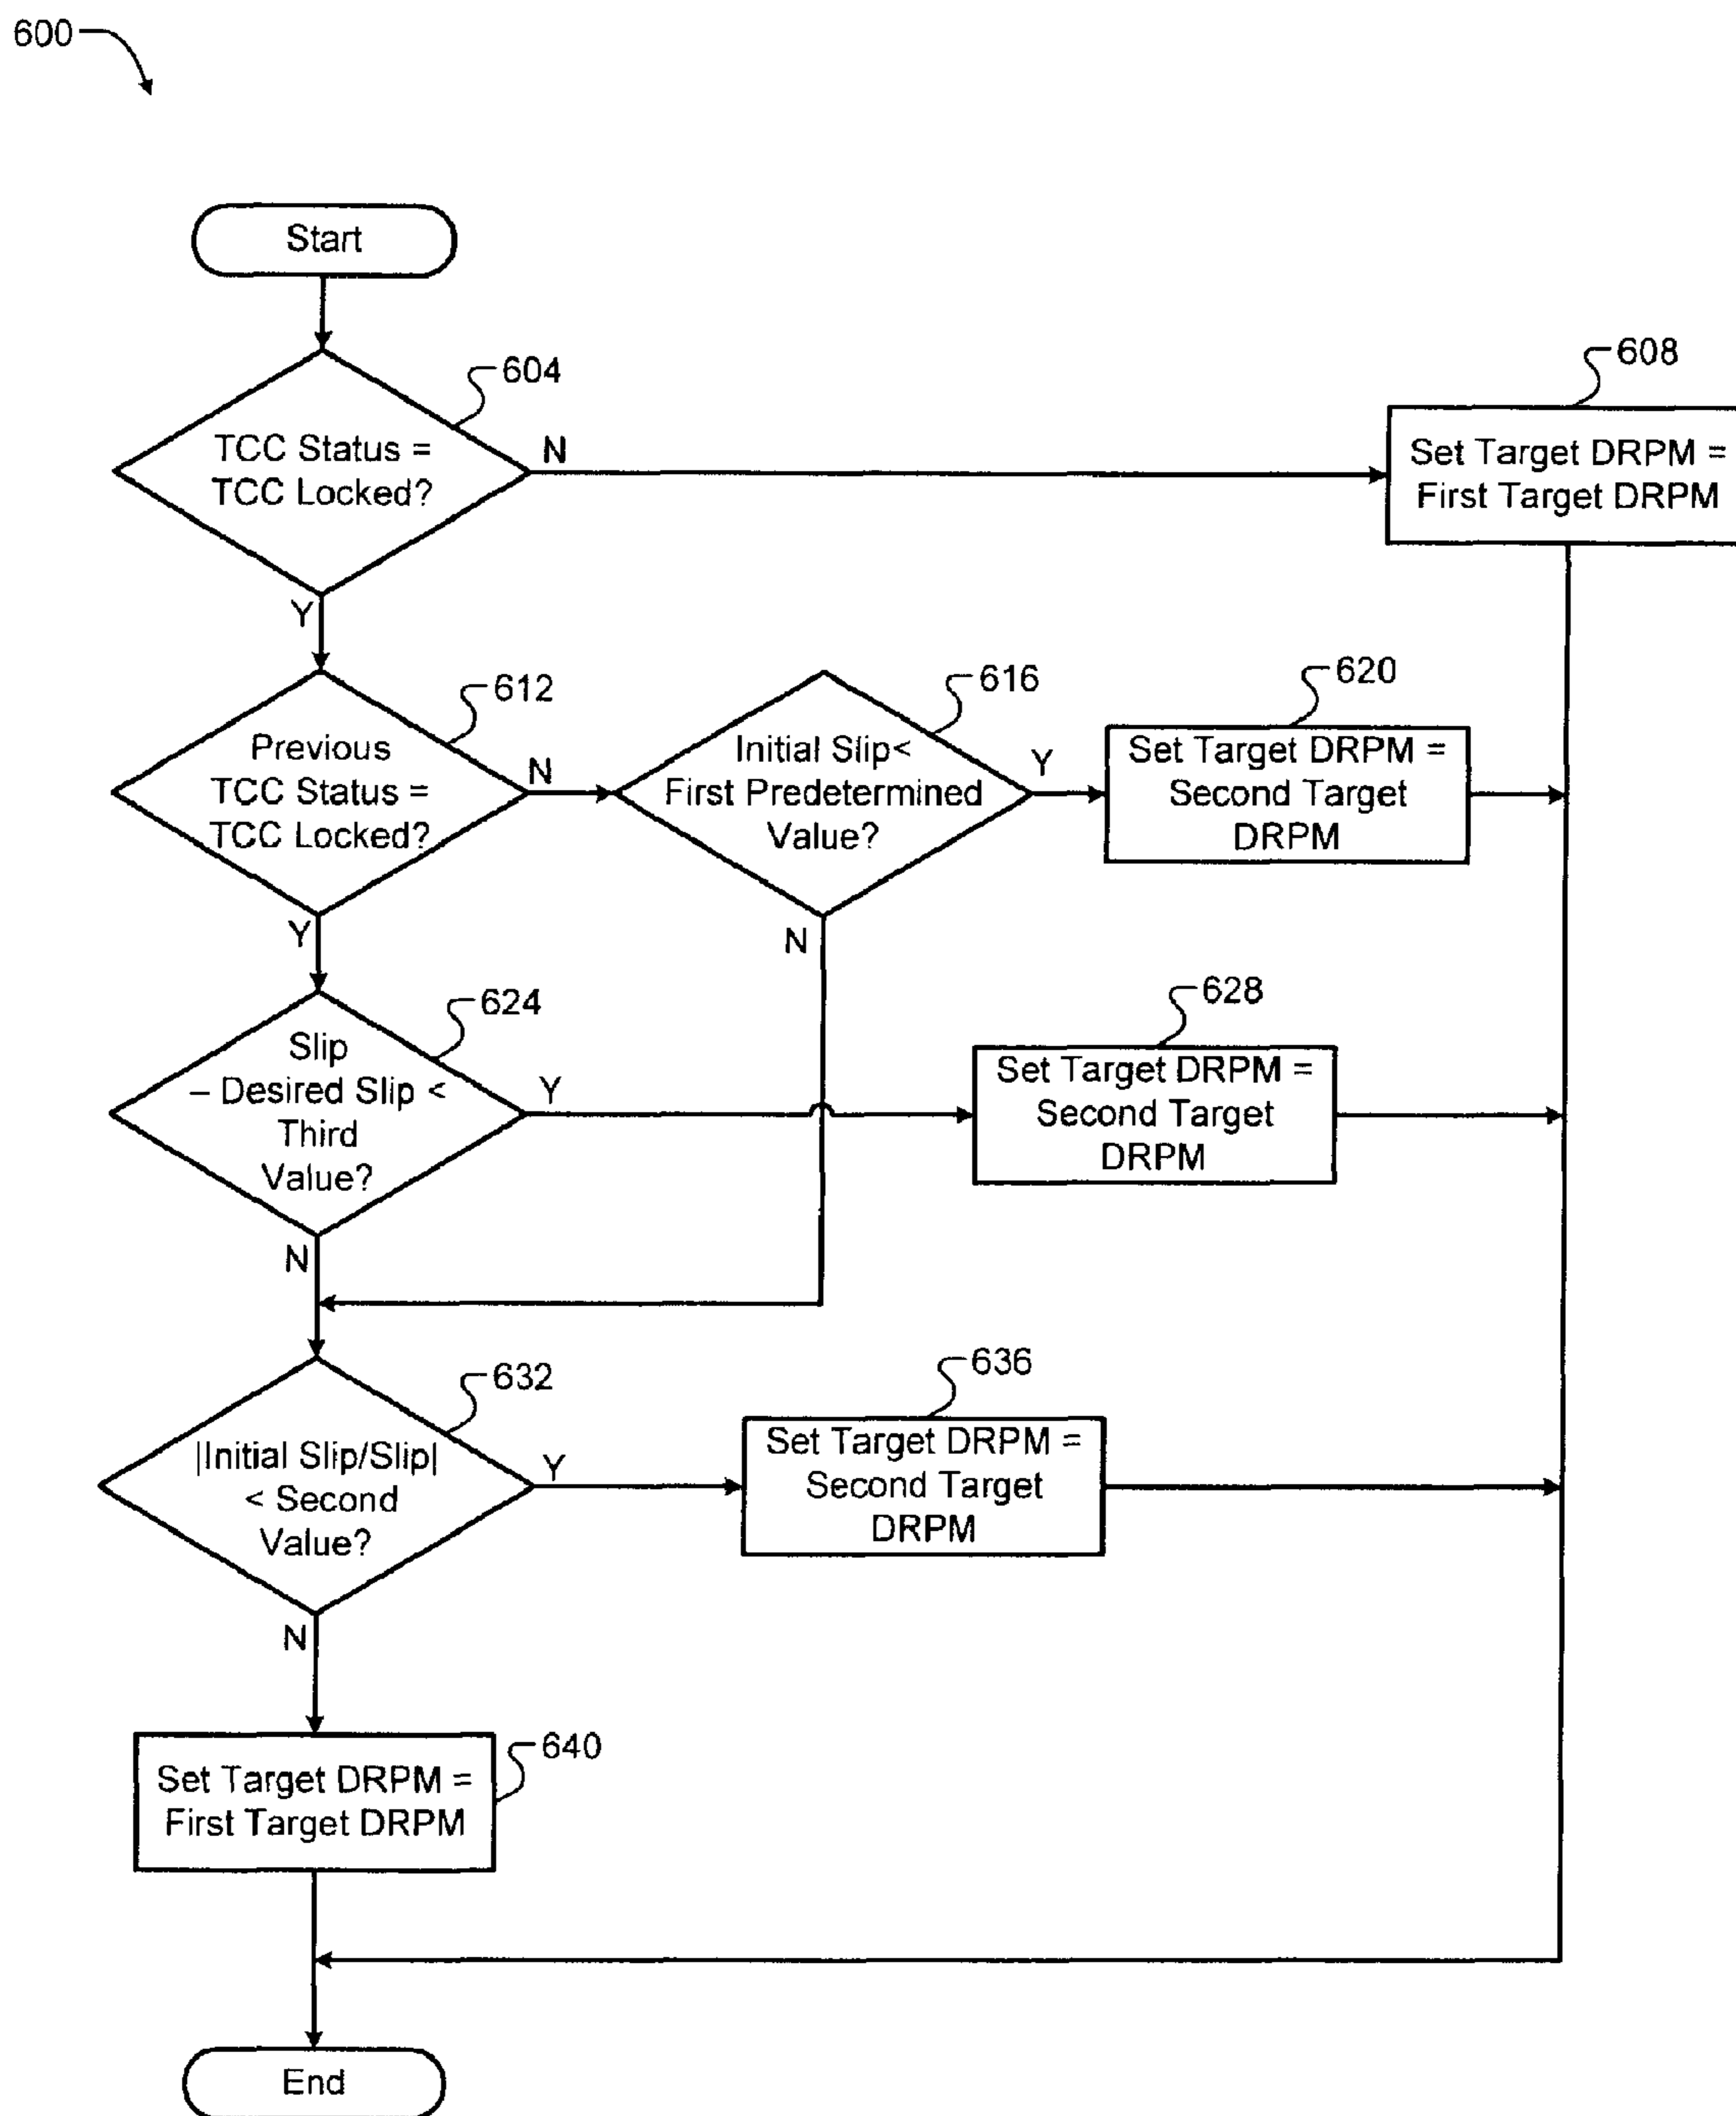 600
Start
604
TCC Status =
TCC Locked?
N
Y
608
Set Target DRPM =
First Target DRPM
612
Previous
TCC Status =
TCC Locked?
N
Y
616
Initial Slip<
First Predetermined
Value?
Y
N
620
Set Target DRPM =
Second Target
DRPM
624
Slip
– Desired Slip <
Third
Value?
Y
N
628
Set Target DRPM =
Second Target
DRPM
632
|Initial Slip/Slip|
< Second
Value?
Y
N
636
Set Target DRPM =
Second Target
DRPM
640
Set Target DRPM =
First Target DRPM
End